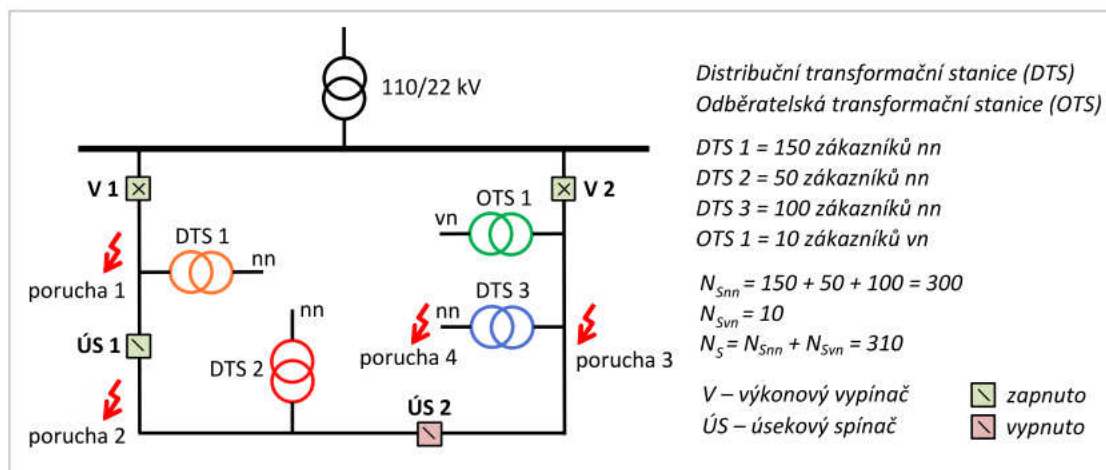 110/22 kV
V 1
V 2
OTS 1
vn
DTS 1
nn
porucha 1
DTS 3
nn
nn
porucha 4
porucha 3
ÚS 1
DTS 2
ÚS 2
porucha 2
Distribuční transformační stanice (DTS)
Odběratelská transformační stanice (OTS)
DTS 1 = 150 zákazníků nn
DTS 2 = 50 zákazníků nn
DTS 3 = 100 zákazníků nn
OTS 1 = 10 zákazníků vn
N_Snn = 150 + 50 + 100 = 300
N_Svn = 10
N_S = N_Snn + N_Svn = 310
V – výkonový vypínač
zapnuto
ÚS – úsekový spínač
vypnuto